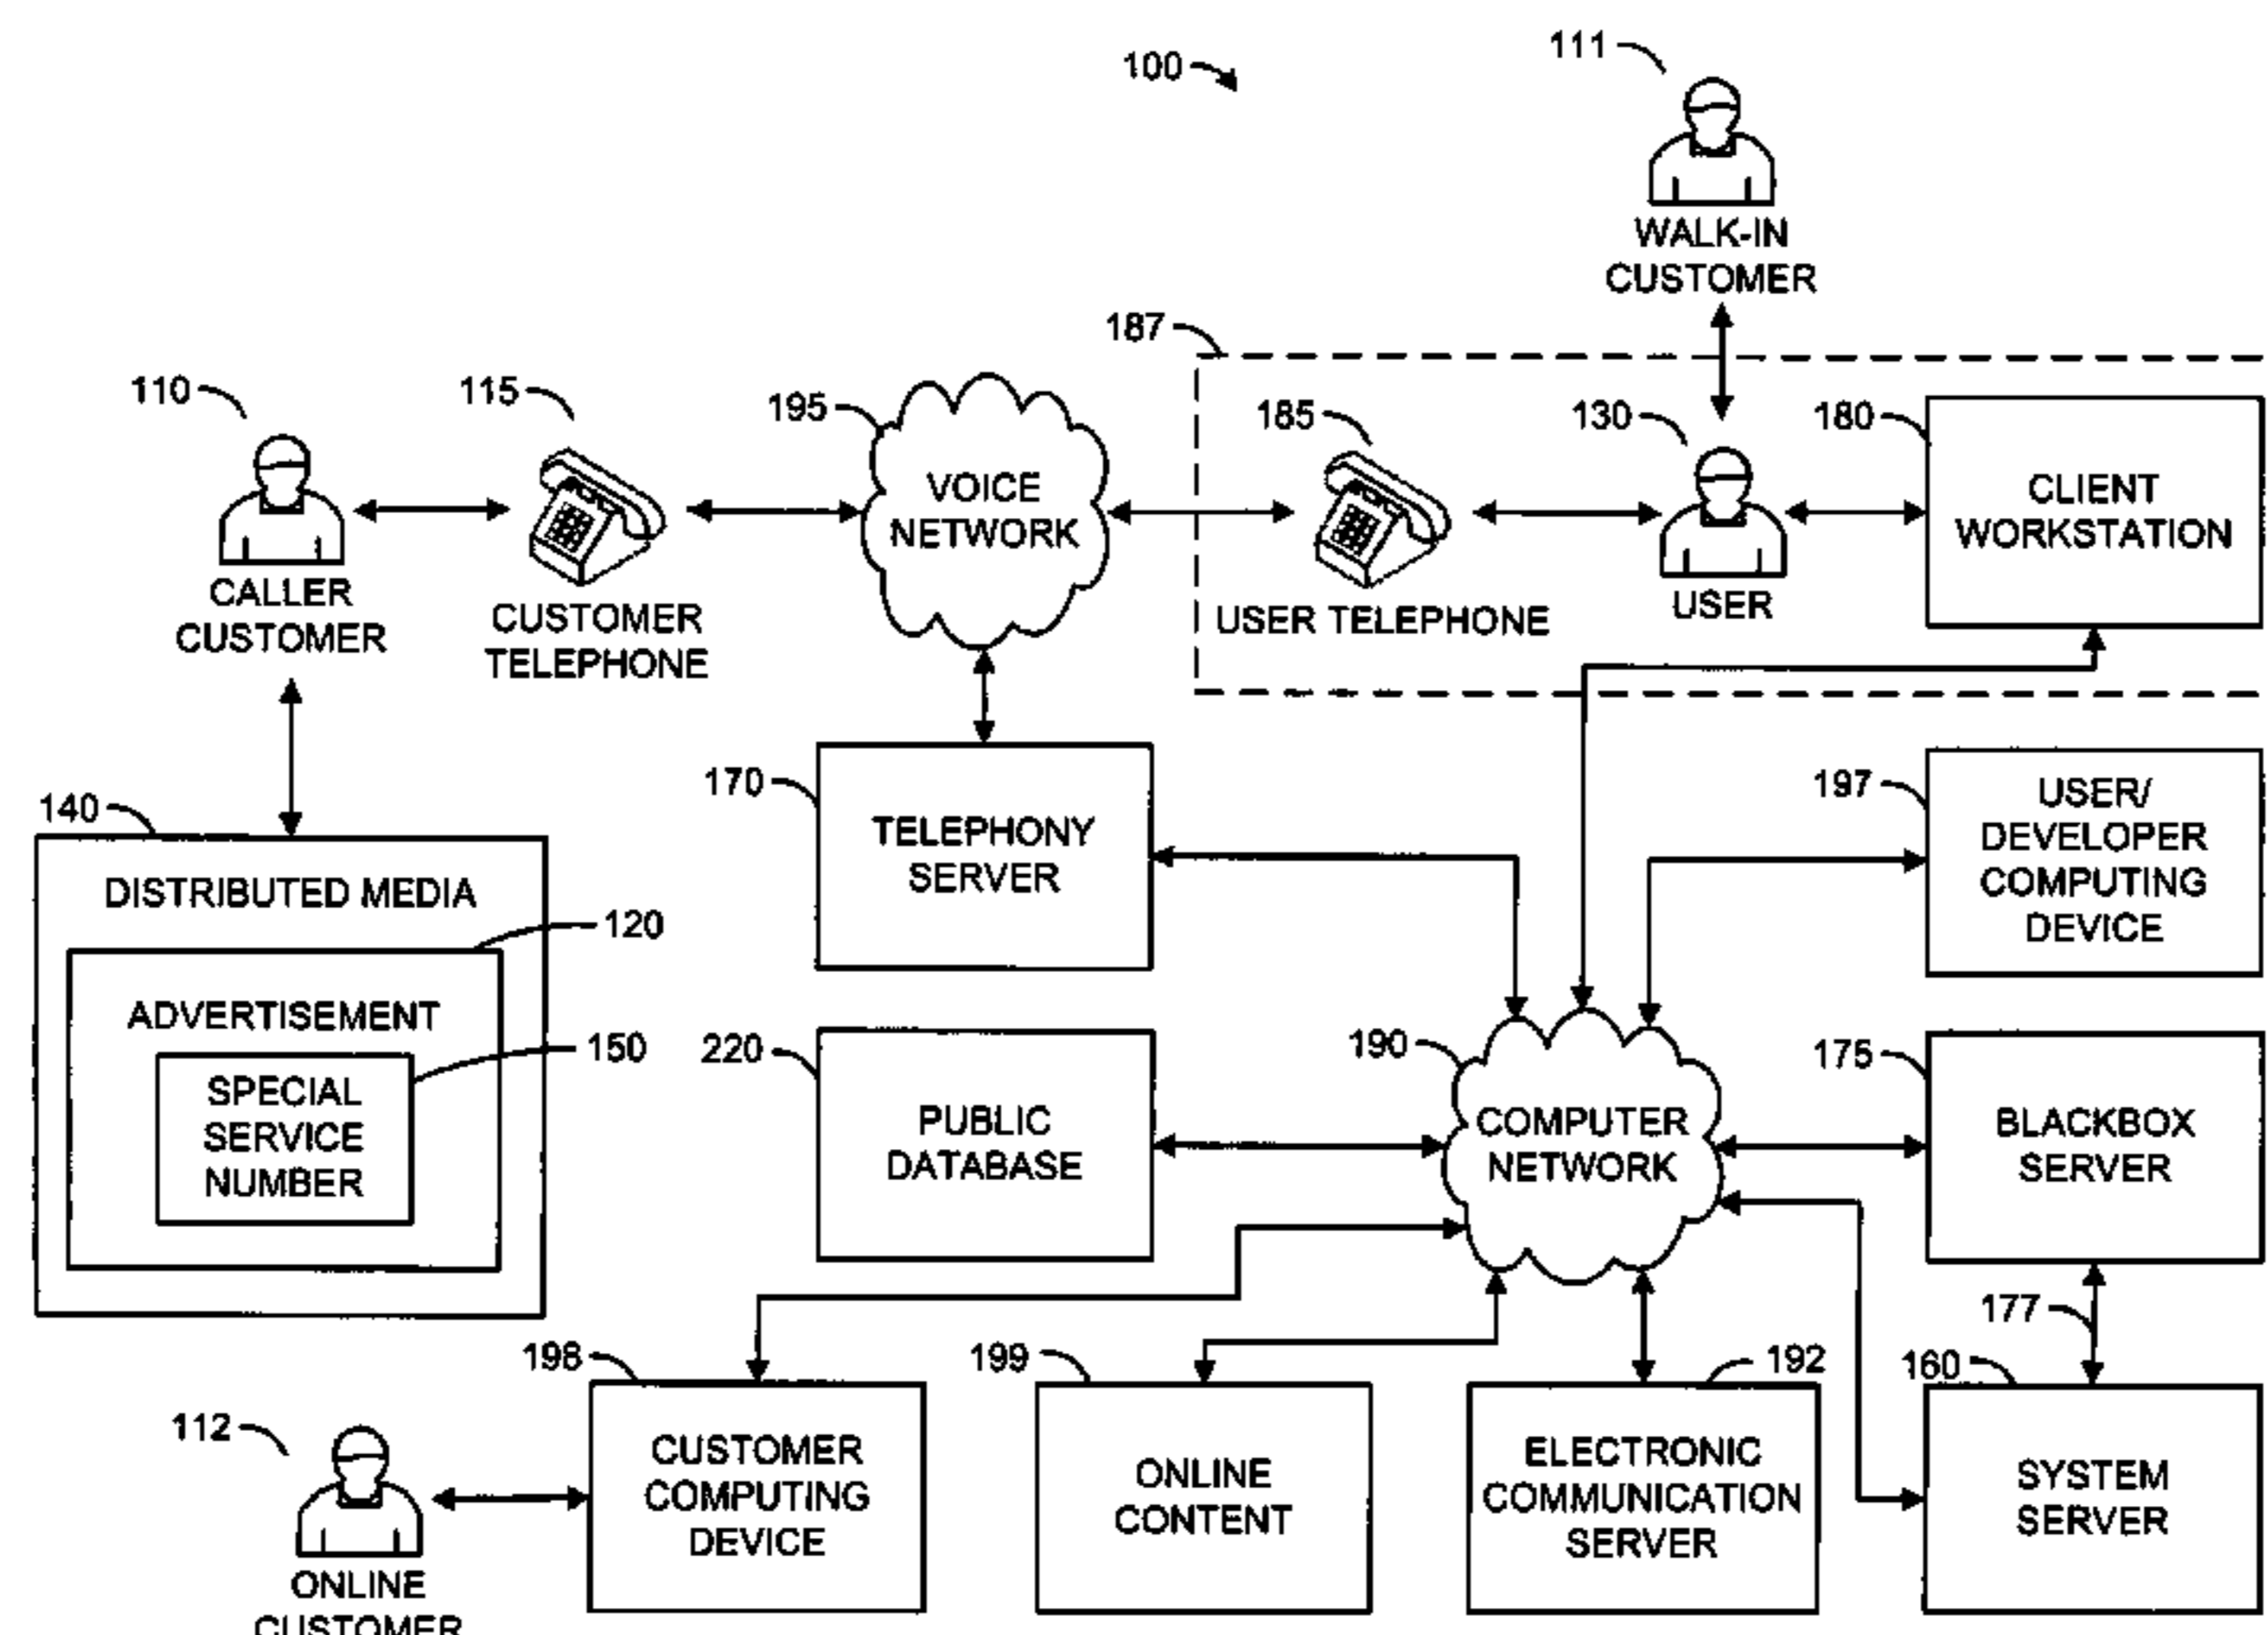 100
111
WALK-IN
CUSTOMER
187
110
115
195
185
130
180
CALLER
CUSTOMER
CUSTOMER
TELEPHONE
VOICE
NETWORK
USER TELEPHONE
USER
CLIENT
WORKSTATION
140
DISTRIBUTED MEDIA
120
ADVERTISEMENT
150
SPECIAL
SERVICE
NUMBER
170
TELEPHONY
SERVER
197
USER/
DEVELOPER
COMPUTING
DEVICE
220
PUBLIC
DATABASE
190
COMPUTER
NETWORK
175
BLACKBOX
SERVER
177
112
ONLINE
CUSTOMER
198
CUSTOMER
COMPUTING
DEVICE
199
ONLINE
CONTENT
192
ELECTRONIC
COMMUNICATION
SERVER
160
SYSTEM
SERVER